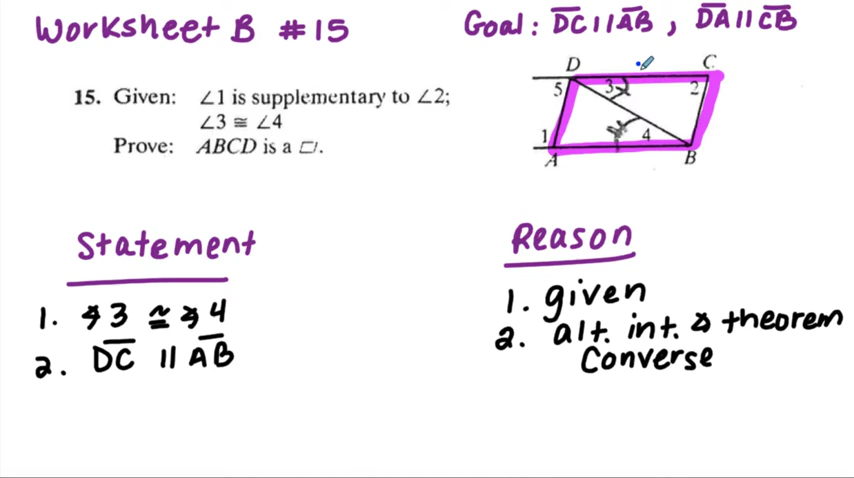 Worksheet B #15
Goal: DC || AB , DA || CB
15. Given: ∠1 is supplementary to ∠2;
∠3 ≅ ∠4
Prove: ABCD is a ▱.
D C
5 3 2
1 4
A B
Statement Reason
1. ∠3 ≅ ∠4
2. DC || AB
1. given
2. alt. int. ∠ theorem
Converse